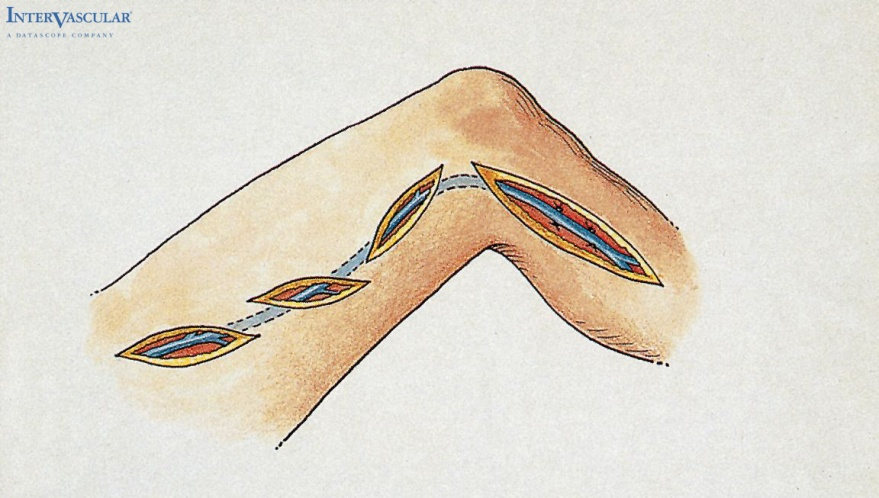 INTERVASCULAR®
A DATASCOPE COMPANY